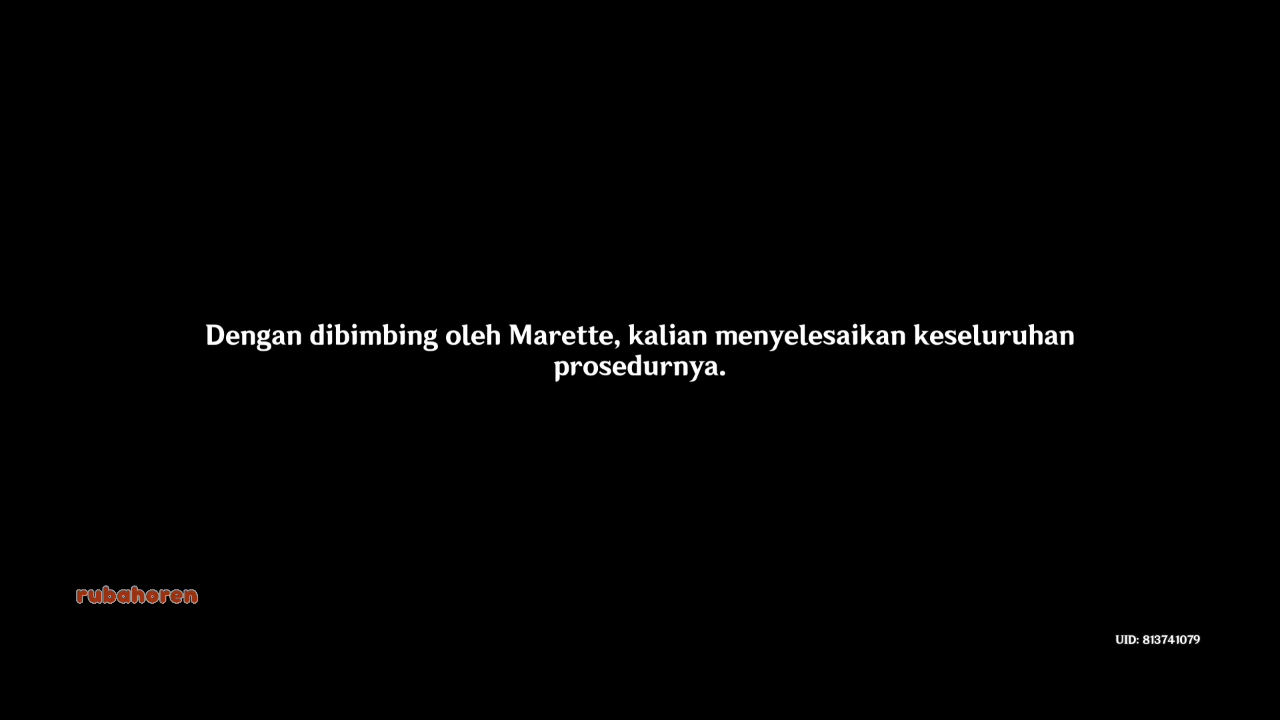 Dengan dibimbing oleh Marette, kalian menyelesaikan keseluruhan
prosedurnya.
rubahoren
UID: 813741079